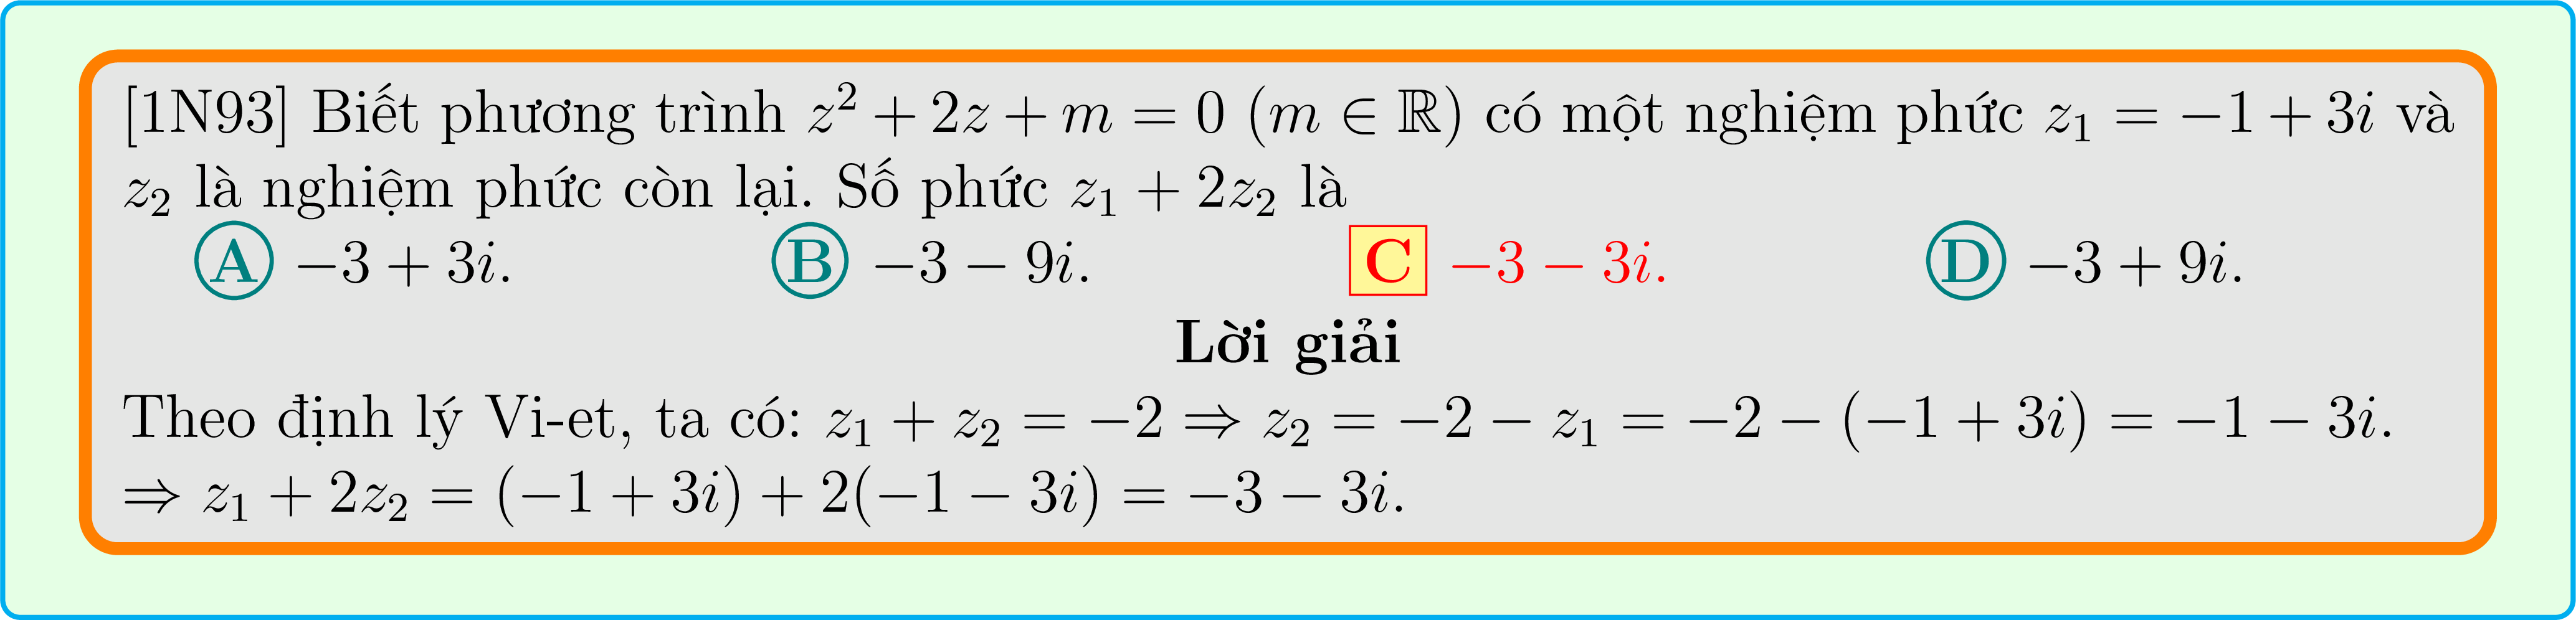 [1N93] Biết phương trình $z^2 + 2z + m = 0$ $(m \in \mathbb{R})$ có một nghiệm phức $z_1 = -1 + 3i$ và
$z_2$ là nghiệm phức còn lại. Số phức $z_1 + 2z_2$ là
A $-3 + 3i$. B $-3 - 9i$. C $-3 - 3i$. D $-3 + 9i$.
Lời giải
Theo định lý Vi-et, ta có: $z_1 + z_2 = -2 \Rightarrow z_2 = -2 - z_1 = -2 - (-1 + 3i) = -1 - 3i$.
$\Rightarrow z_1 + 2z_2 = (-1 + 3i) + 2(-1 - 3i) = -3 - 3i$.